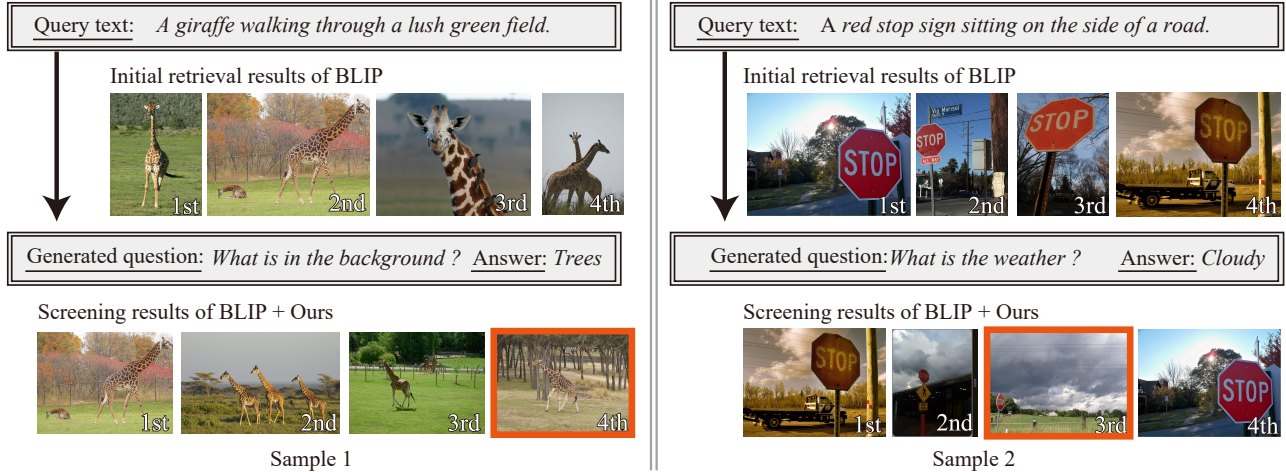 Query text: A giraffe walking through a lush green field.
Initial retrieval results of BLIP
1st
2nd
3rd
4th
Generated question: What is in the background ? Answer: Trees
Screening results of BLIP + Ours
1st
2nd
3rd
4th
Sample 1
Query text: A red stop sign sitting on the side of a road.
Initial retrieval results of BLIP
STOP
1st
Via Marisol
STOP
ALL WAY
2nd
STOP
3rd
STOP
4th
Generated question: What is the weather ? Answer: Cloudy
Screening results of BLIP + Ours
STOP
1st
2nd
3rd
STOP
4th
Sample 2